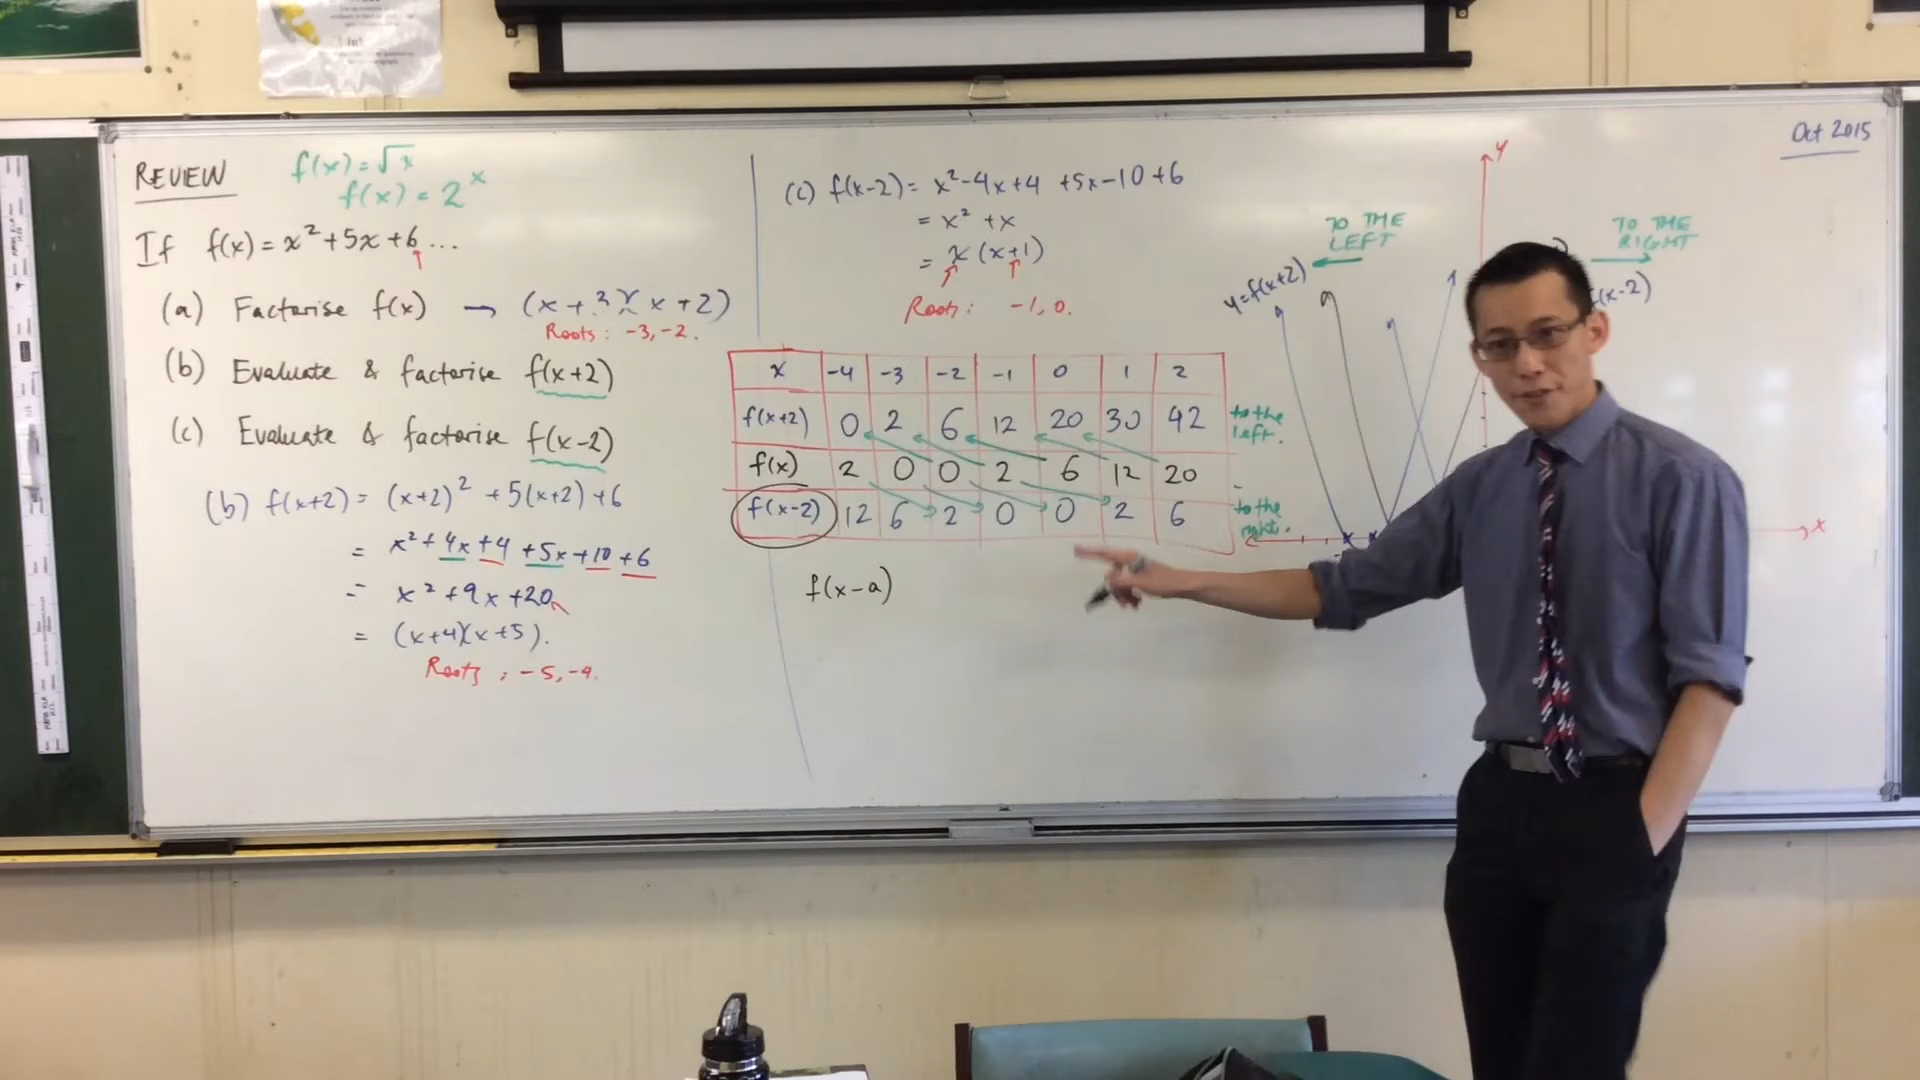 REVIEW
f(x) = √x
f(x) = 2^x
If f(x) = x² + 5x + 6 ...
(a) Factorise f(x) → (x + 3)(x + 2)
Roots : -3, -2.
(b) Evaluate & factorise f(x+2)
(c) Evaluate & factorise f(x-2)
(b) f(x+2) = (x+2)² + 5(x+2) + 6
= x² + 4x + 4 + 5x + 10 + 6
= x² + 9x + 20
= (x+4)(x+5).
Roots : -5, -4.
(c) f(x-2) = x² - 4x + 4 + 5x - 10 + 6
= x² + x
= x (x+1)
Roots : -1, 0.
x -4 -3 -2 -1 0 1 2
f(x+2) 0 2 6 12 20 30 42 to the left.
f(x) 2 0 0 2 6 12 20
f(x-2) 12 6 2 0 0 2 6 to the right.
f(x-a)
Oct 2015
y
TO THE LEFT
TO THE RIGHT
y=f(x+2)
f(x-2)
x